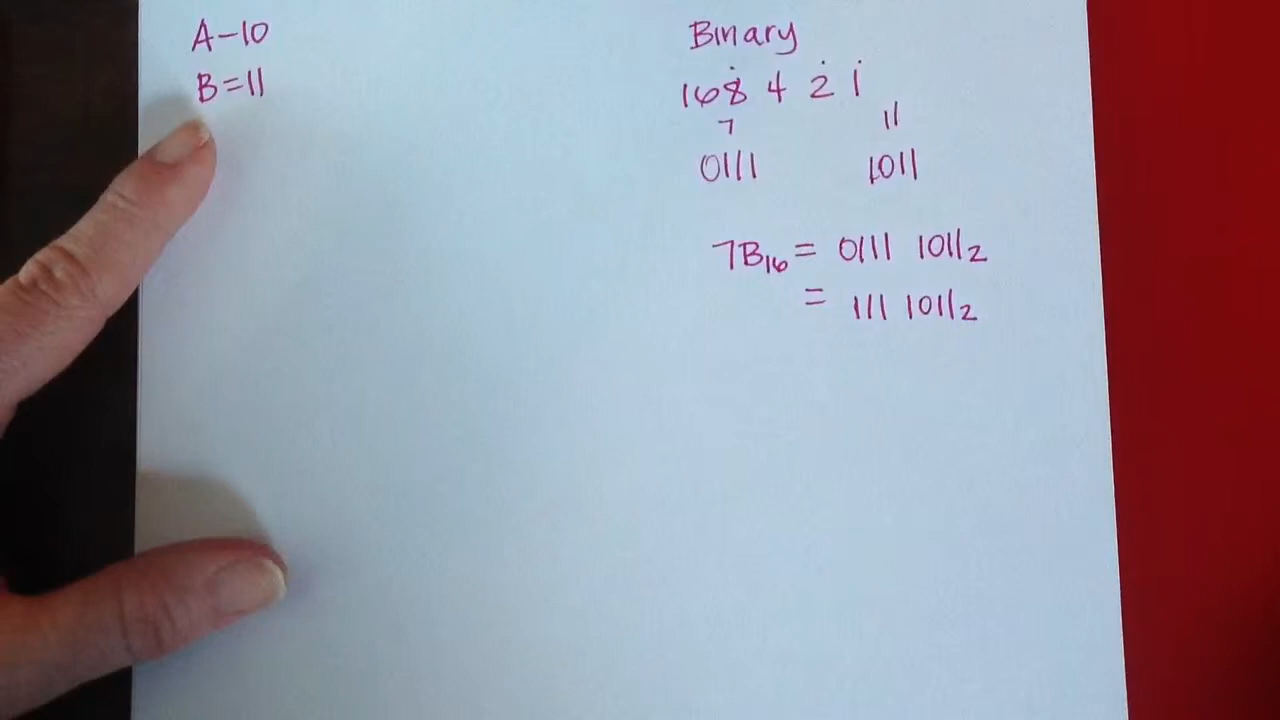 A-10
B=11
Binary
16 8 4 2 1
7 11
0111 1011
7B₁₆ = 0111 1011₂
= 111 1011₂